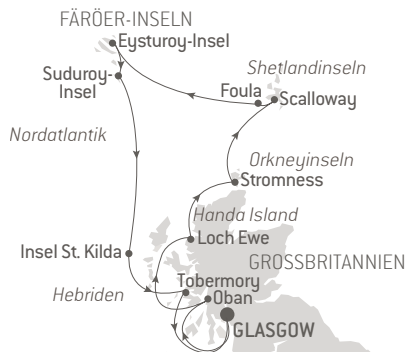 FÄRÖER-INSELN
Eysturoy-Insel
Suduroy-
Insel
Shetlandinseln
Foula
Scalloway
Nordatlantik
Orkneyinseln
Stromness
Handa Island
Loch Ewe
Insel St. Kilda
GROSSBRITANNIEN
Tobermory
Hebriden
Oban
GLASGOW